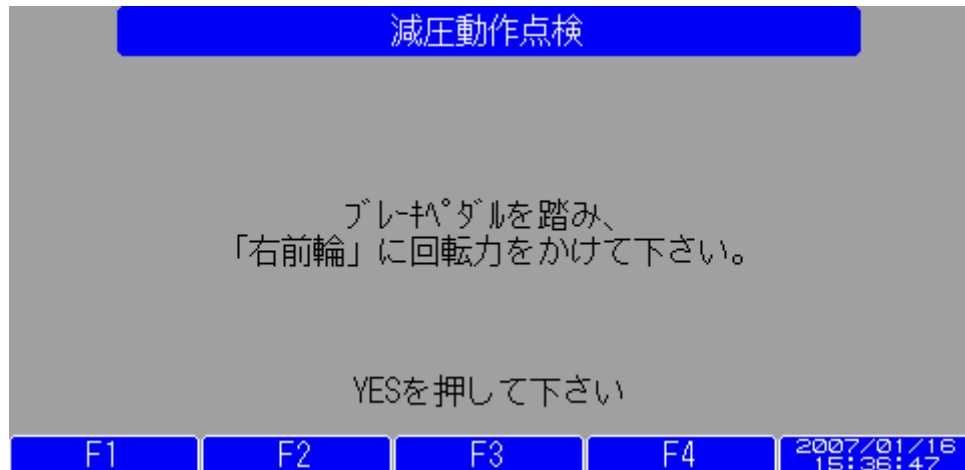 減圧動作点検
ブレーキペダルを踏み、
「右前輪」に回転力をかけて下さい。
YESを押して下さい
F1
F2
F3
F4
2007/01/16
15:36:47